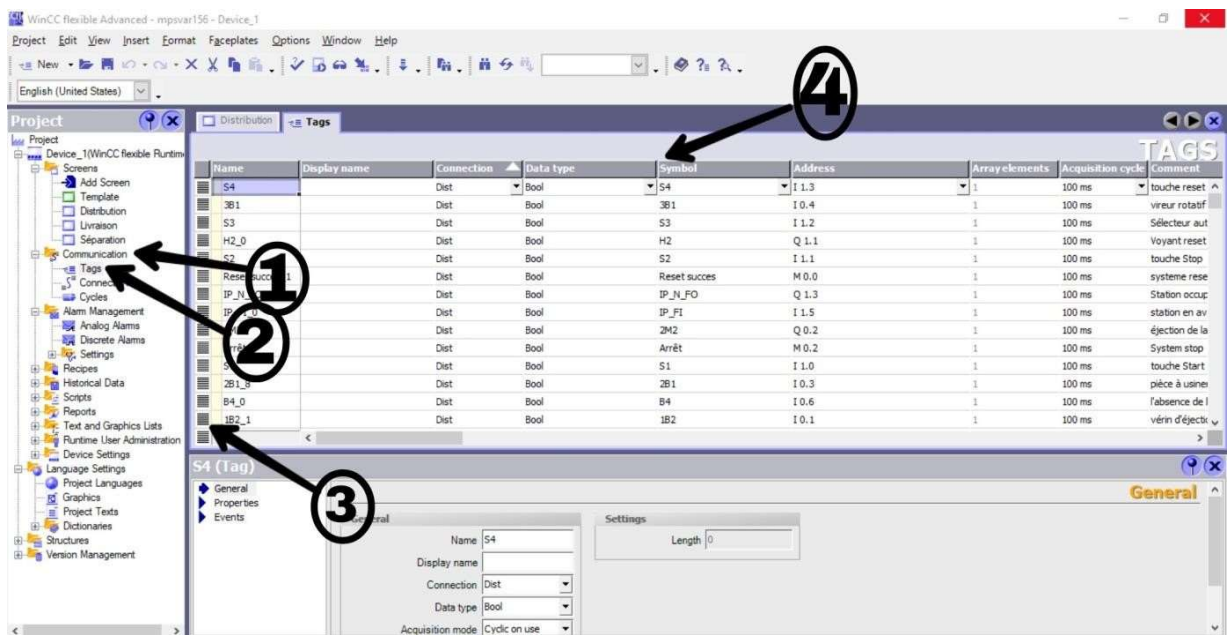 WinCC flexible Advanced - mpsvar156 - Device_1
Project Edit View Insert Format Faceplates Options Window Help
New
English (United States)
Project
Distribution
Tags
TAGS
Project
Device_1(WinCC flexible Runtim
Screens
Add Screen
Template
Distribution
Livraison
Séparation
Communication
Tags
Cycles
Alarm Management
Analog Alarms
Discrete Alarms
Settings
Recipes
Historical Data
Scripts
Reports
Text and Graphics Lists
Runtime User Administration
Device Settings
Language Settings
Project Languages
Graphics
Project Texts
Dictionaries
Structures
Version Management
Name Display name Connection Data type Symbol Address Array elements Acquisition cycle Comment
S4 Dist Bool S4 I 1.3 1 100 ms touche reset
3B1 Dist Bool 3B1 I 0.4 1 100 ms vireur rotatif
S3 Dist Bool S3 I 1.2 1 100 ms Sélecteur aut
H2_0 Dist Bool H2 Q 1.1 1 100 ms Voyant reset
S2 Dist Bool S2 I 1.1 1 100 ms touche Stop
Dist Bool Reset succes M 0.0 1 100 ms systeme rese
Dist Bool IP_N_FO Q 1.3 1 100 ms Station occup
Dist Bool IP_FI I 1.5 1 100 ms station en av
Dist Bool 2M2 Q 0.2 1 100 ms éjection de la
Dist Bool Arrêt M 0.2 1 100 ms System stop
Dist Bool S1 I 1.0 1 100 ms touche Start
2B1_8 Dist Bool 2B1 I 0.3 1 100 ms pièce à usiner
B4_0 Dist Bool B4 I 0.6 1 100 ms l'absence de l
1B2_1 Dist Bool 1B2 I 0.1 1 100 ms vérin d'éjectic
1
2
3
4
S4 (Tag)
General
Properties
Events
General
General
Settings
Name S4
Length 0
Display name
Connection Dist
Data type Bool
Acquisition mode Cyclic on use